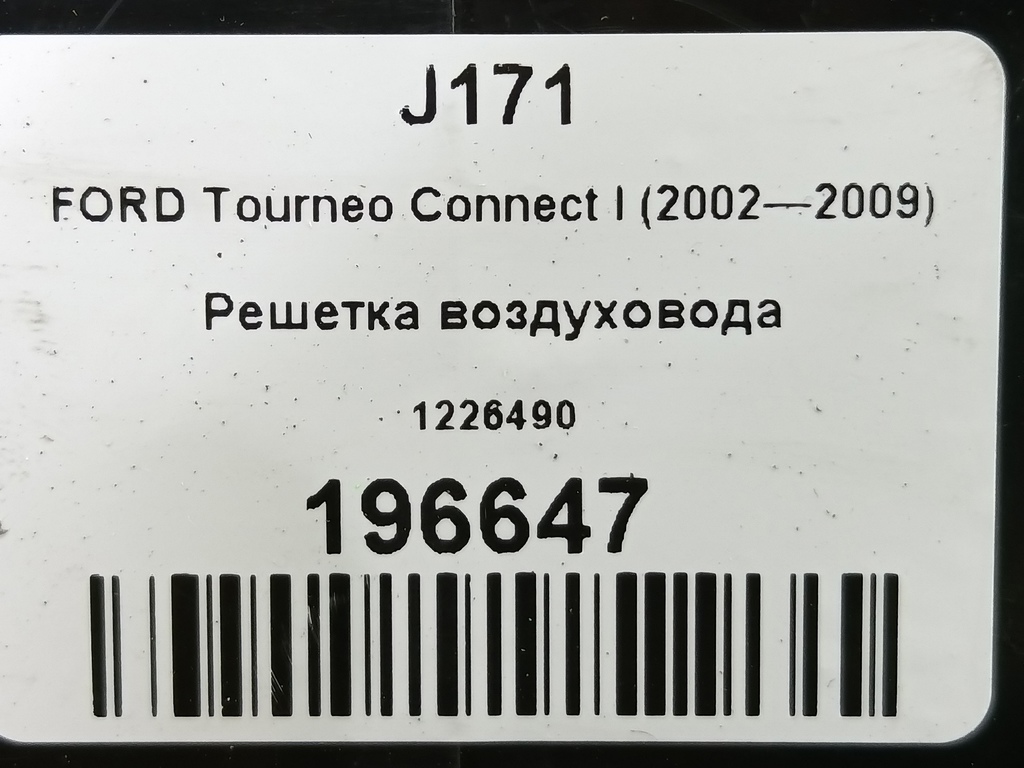 J171
FORD Tourneo Connect I (2002—2009)
Решетка воздуховода
1226490
196647